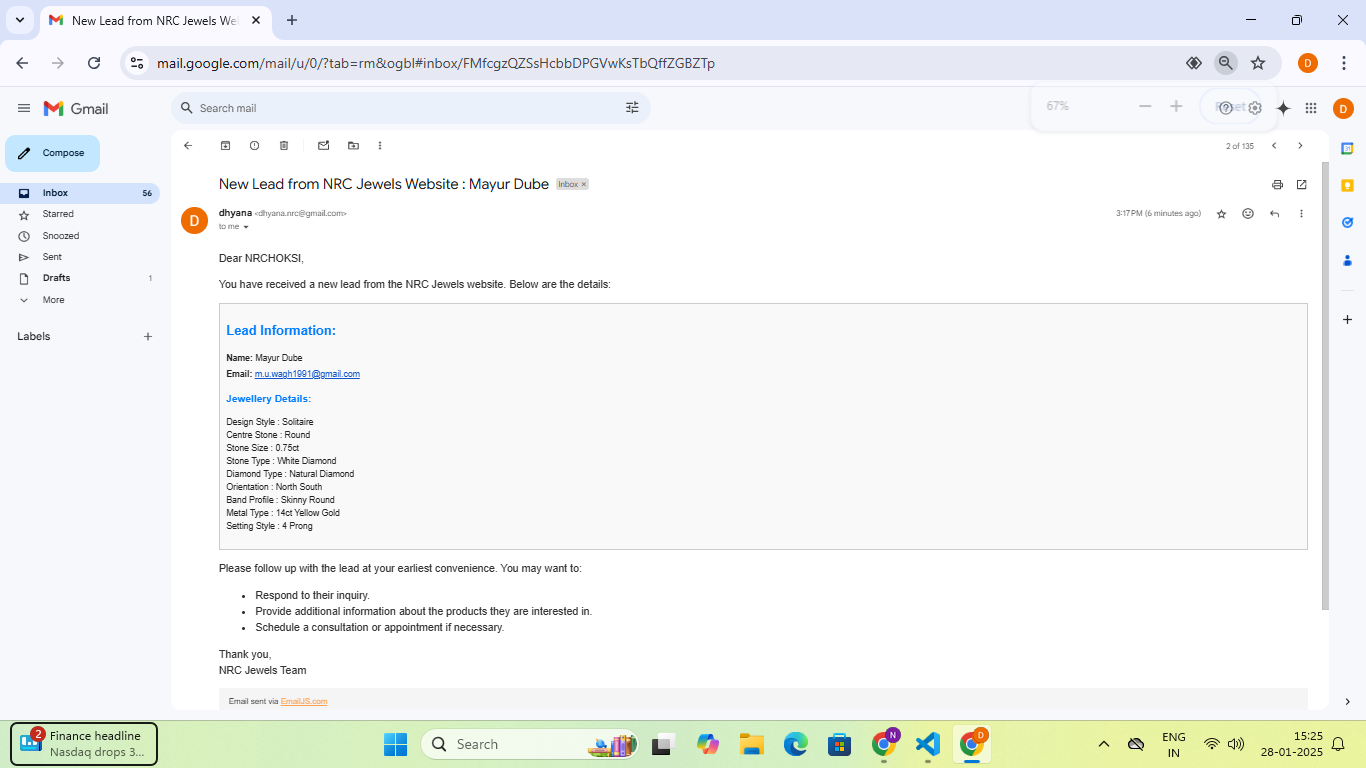 New Lead from NRC Jewels We
mail.google.com/mail/u/0/?tab=rm&ogbl#inbox/FMfcgzQZSsHcbbDPGVwKsTbQffZGBZTp
D
Gmail
Search mail
67%
Reset
D
Compose
2 of 135
Inbox 56
Starred
Snoozed
Sent
Drafts 1
More
Labels
New Lead from NRC Jewels Website : Mayur Dube Inbox ×
D
dhyana <dhyana.nrc@gmail.com>
3:17 PM (6 minutes ago)
to me
Dear NRCHOKSI,
You have received a new lead from the NRC Jewels website. Below are the details:
Lead Information:
Name: Mayur Dube
Email: m.u.wagh1991@gmail.com
Jewellery Details:
Design Style : Solitaire
Centre Stone : Round
Stone Size : 0.75ct
Stone Type : White Diamond
Diamond Type : Natural Diamond
Orientation : North South
Band Profile : Skinny Round
Metal Type : 14ct Yellow Gold
Setting Style : 4 Prong
Please follow up with the lead at your earliest convenience. You may want to:
• Respond to their inquiry.
• Provide additional information about the products they are interested in.
• Schedule a consultation or appointment if necessary.
Thank you,
NRC Jewels Team
Email sent via EmailJS.com
2
Finance headline
Nasdaq drops 3...
Search
N
D
ENG
IN
15:25
28-01-2025